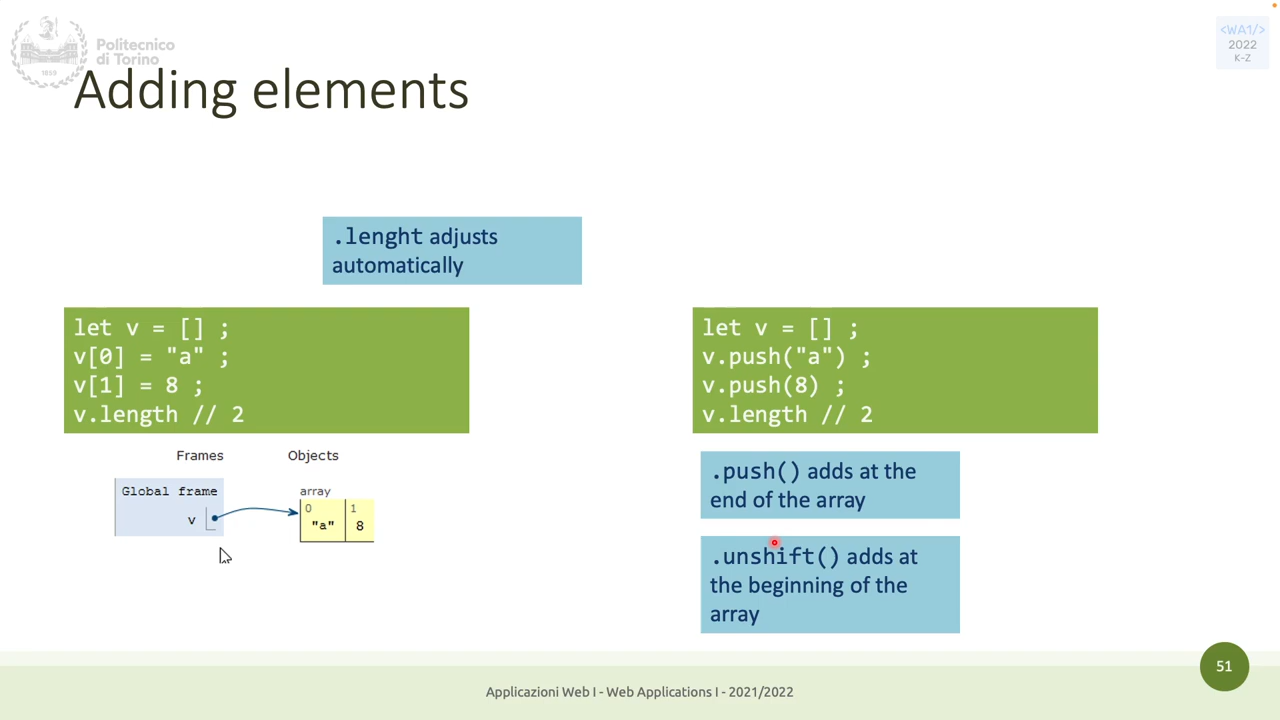 Politecnico
di Torino
1859
<WA1/>
2022
K-Z
Adding elements
.lenght adjusts
automatically
let v = [] ;
v[0] = "a" ;
v[1] = 8 ;
v.length // 2
Frames
Objects
Global frame
v
array
0 1
"a" 8
let v = [] ;
v.push("a") ;
v.push(8) ;
v.length // 2
.push() adds at the
end of the array
.unshift() adds at
the beginning of the
array
51
Applicazioni Web I - Web Applications I - 2021/2022